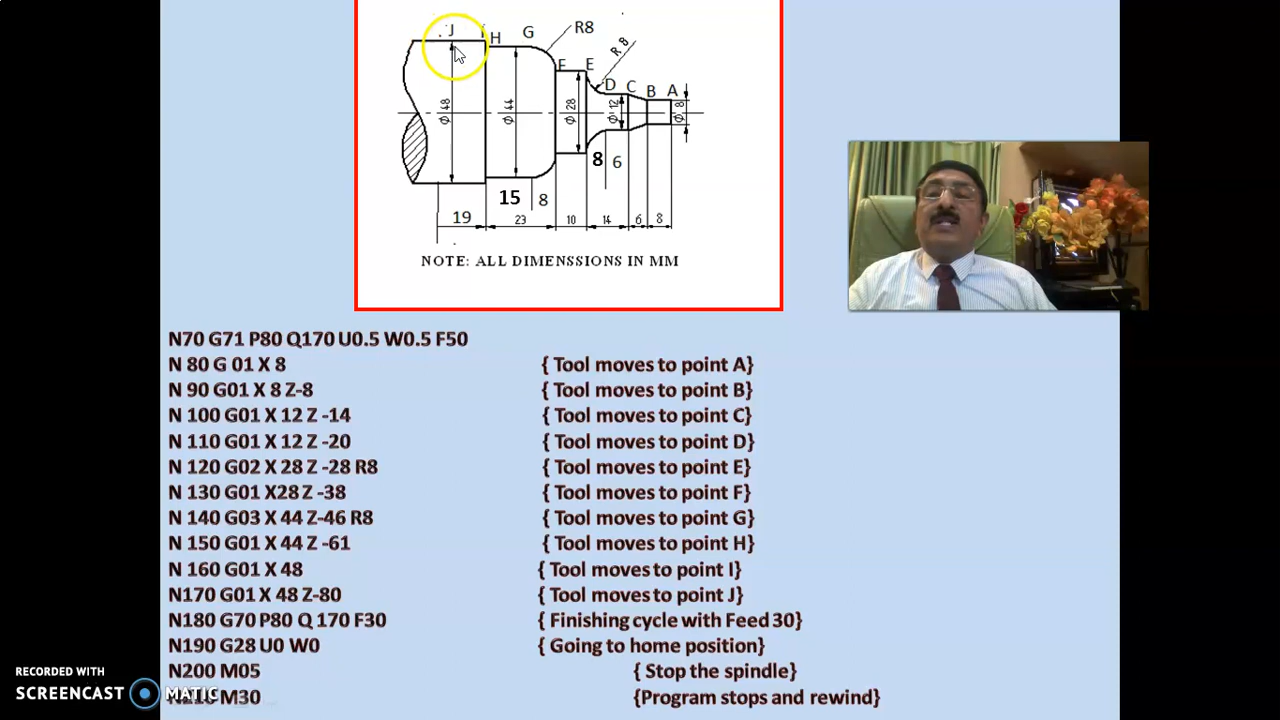 J H G R8
F E R 8 D C B A
Ø 48 Ø 44 Ø 28 Ø 12 Ø 8
8 6
15 8
19 23 10 14 6 8
NOTE: ALL DIMENSSIONS IN MM
N70 G71 P80 Q170 U0.5 W0.5 F50
N 80 G 01 X 8 { Tool moves to point A}
N 90 G01 X 8 Z-8 { Tool moves to point B}
N 100 G01 X 12 Z -14 { Tool moves to point C}
N 110 G01 X 12 Z -20 { Tool moves to point D}
N 120 G02 X 28 Z -28 R8 { Tool moves to point E}
N 130 G01 X28 Z -38 { Tool moves to point F}
N 140 G03 X 44 Z-46 R8 { Tool moves to point G}
N 150 G01 X 44 Z -61 { Tool moves to point H}
N 160 G01 X 48 { Tool moves to point I}
N170 G01 X 48 Z-80 { Tool moves to point J}
N180 G70 P80 Q 170 F30 { Finishing cycle with Feed 30}
N190 G28 U0 W0 { Going to home position}
N200 M05 { Stop the spindle}
M30 {Program stops and rewind}
RECORDED WITH
SCREENCAST MATIC